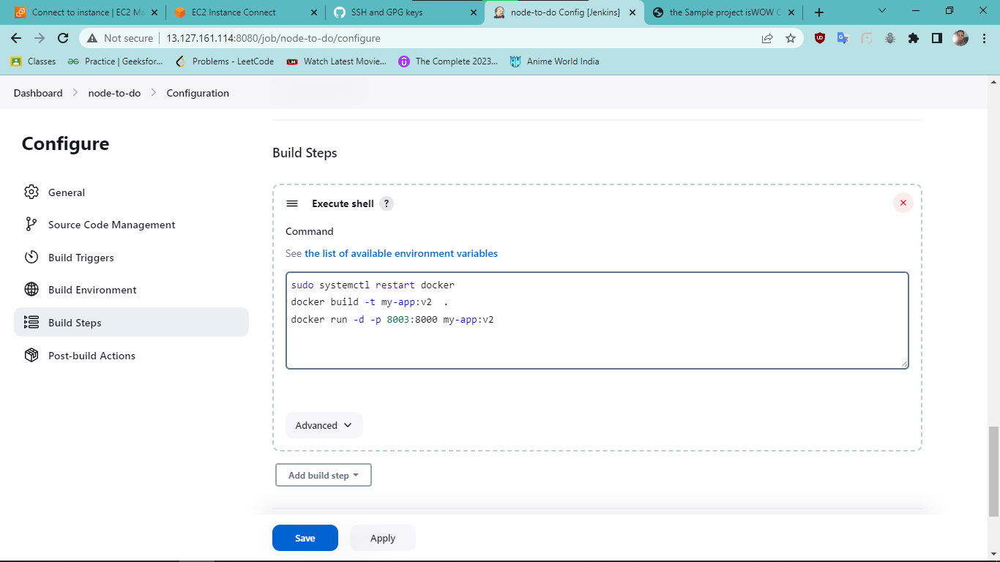 Connect to instance | EC2 Ma
EC2 Instance Connect
SSH and GPG keys
node-to-do Config [Jenkins]
the Sample project isWOW C
Not secure
13.127.161.114:8080/job/node-to-do/configure
Classes
Practice | Geeksfor...
Problems - LeetCode
LM
Watch Latest Movie...
The Complete 2023...
Anime World India
Dashboard
node-to-do
Configuration
Configure
General
Source Code Management
Build Triggers
Build Environment
Build Steps
Post-build Actions
Build Steps
Execute shell ?
Command
See the list of available environment variables
sudo systemctl restart docker
docker build -t my-app:v2  .
docker run -d -p 8003:8000 my-app:v2
Advanced
Add build step
Save
Apply